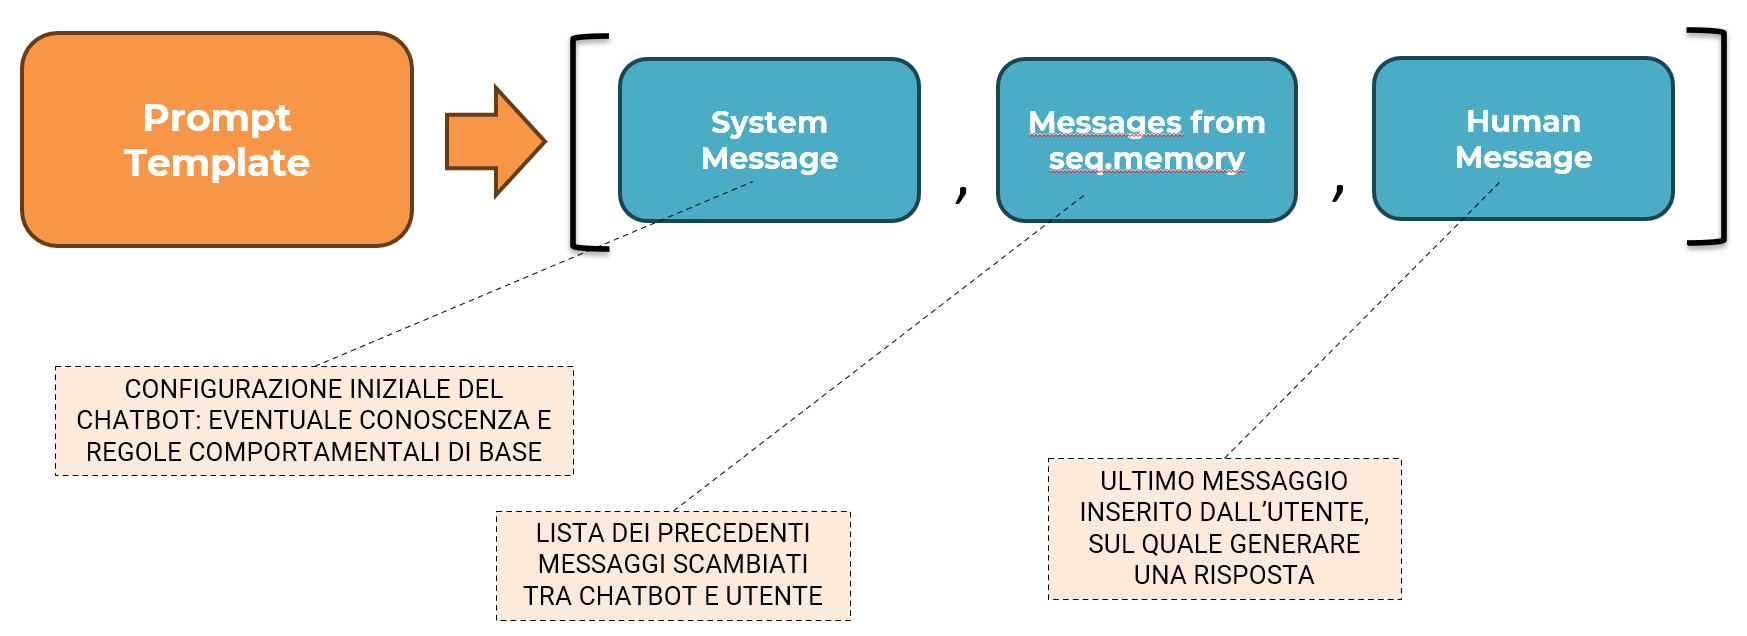 Prompt
Template
[
System
Message
,
Messages from
seq.memory
,
Human
Message
]
CONFIGURAZIONE INIZIALE DEL
CHATBOT: EVENTUALE CONOSCENZA E
REGOLE COMPORTAMENTALI DI BASE
LISTA DEI PRECEDENTI
MESSAGGI SCAMBIATI
TRA CHATBOT E UTENTE
ULTIMO MESSAGGIO
INSERITO DALL’UTENTE,
SUL QUALE GENERARE
UNA RISPOSTA